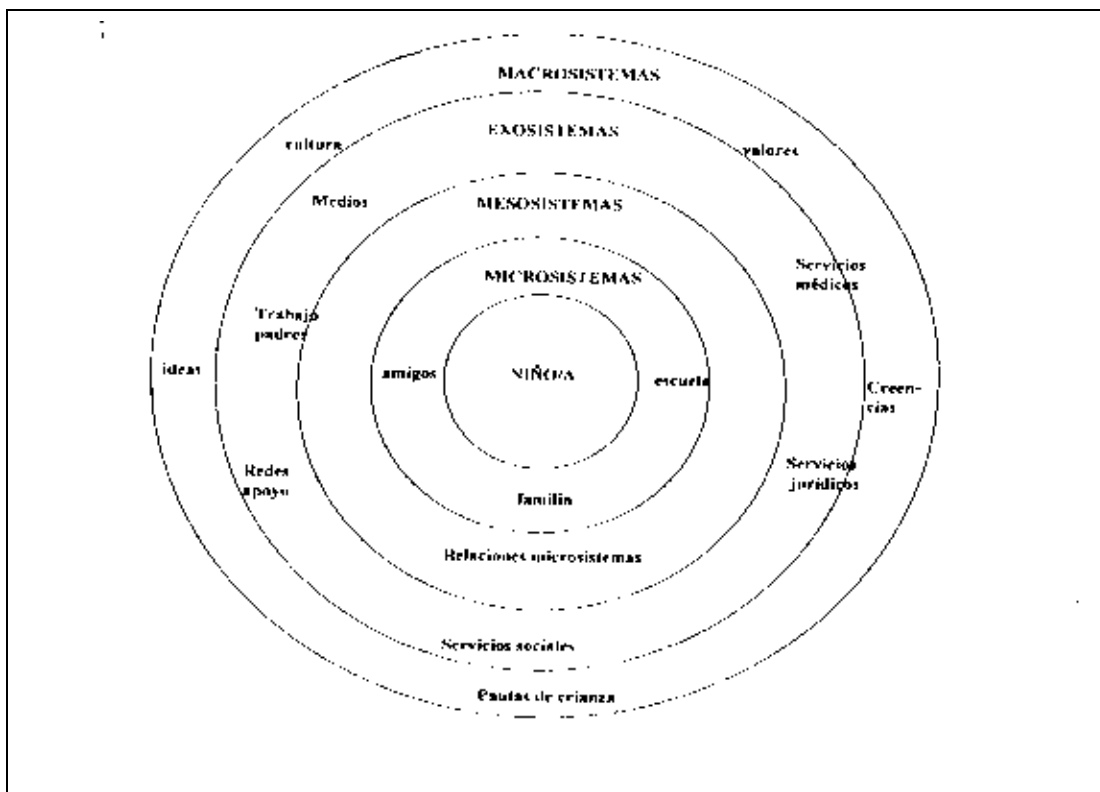 MACROSISTEMAS
EXOSISTEMAS
cultura
valores
Medios
MESOSISTEMAS
MICROSISTEMAS
Servicios
médicos
Trabajo
padres
ideas
amigos
NIÑO/A
escuela
Creen-
cias
Redes
apoyo
Servicios
jurídicos
familia
Relaciones microsistemas
Servicios sociales
Pautas de crianza